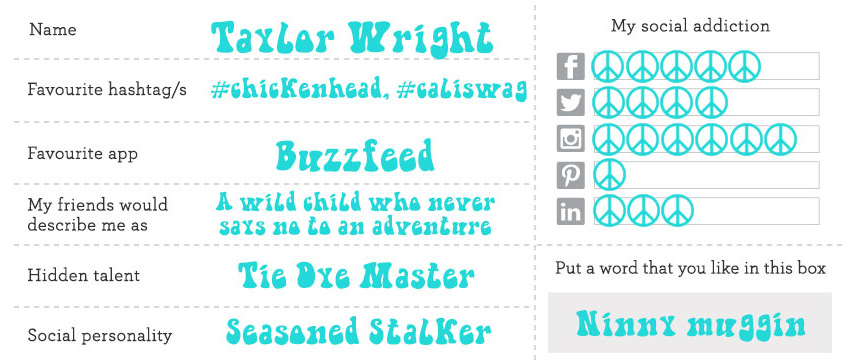 Name
Taylor Wright
Favourite hashtag/s
#chickenhead, #caliswag
Favourite app
Buzzfeed
My friends would
describe me as
A wild child who never
says no to an adventure
Hidden talent
Tie Dye Master
Social personality
Seasoned Stalker
My social addiction
Put a word that you like in this box
Ninny muggin